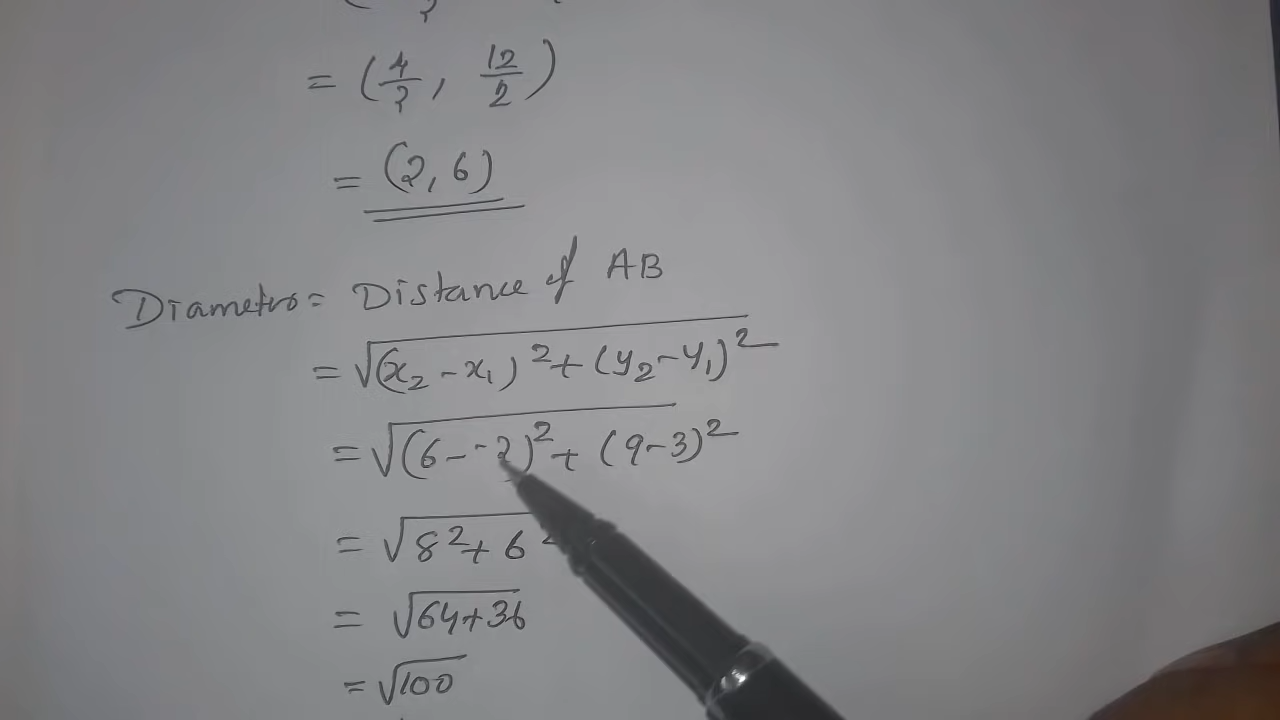 = (4/2, 12/2)
= (2, 6)
Diameter = Distance of AB
= √(x₂ - x₁)² + (y₂ - y₁)²
= √(6 - -2)² + (9-3)²
= √8² + 6²
= √64+36
= √100